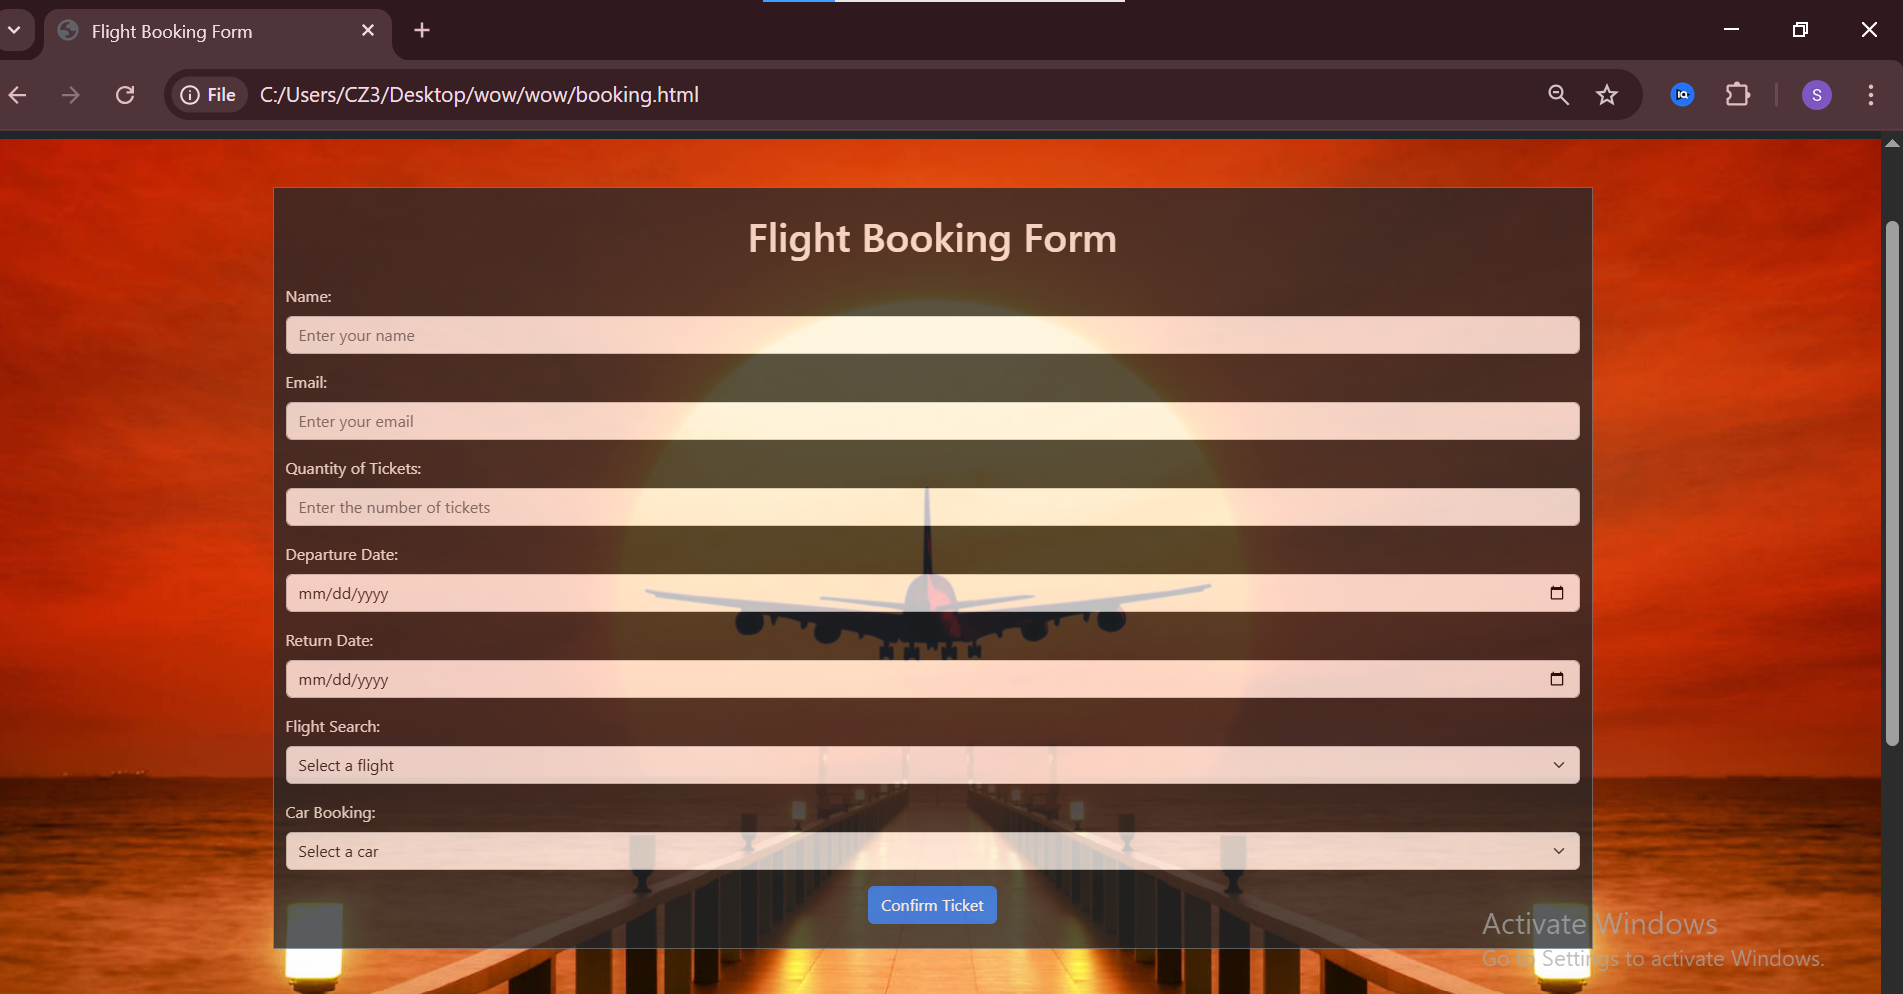 Flight Booking Form
File
C:/Users/CZ3/Desktop/wow/wow/booking.html
IQ
S
Flight Booking Form
Name:
Enter your name
Email:
Enter your email
Quantity of Tickets:
Enter the number of tickets
Departure Date:
mm/dd/yyyy
Return Date:
mm/dd/yyyy
Flight Search:
Select a flight
Car Booking:
Select a car
Confirm Ticket
Activate Windows
Go to Settings to activate Windows.